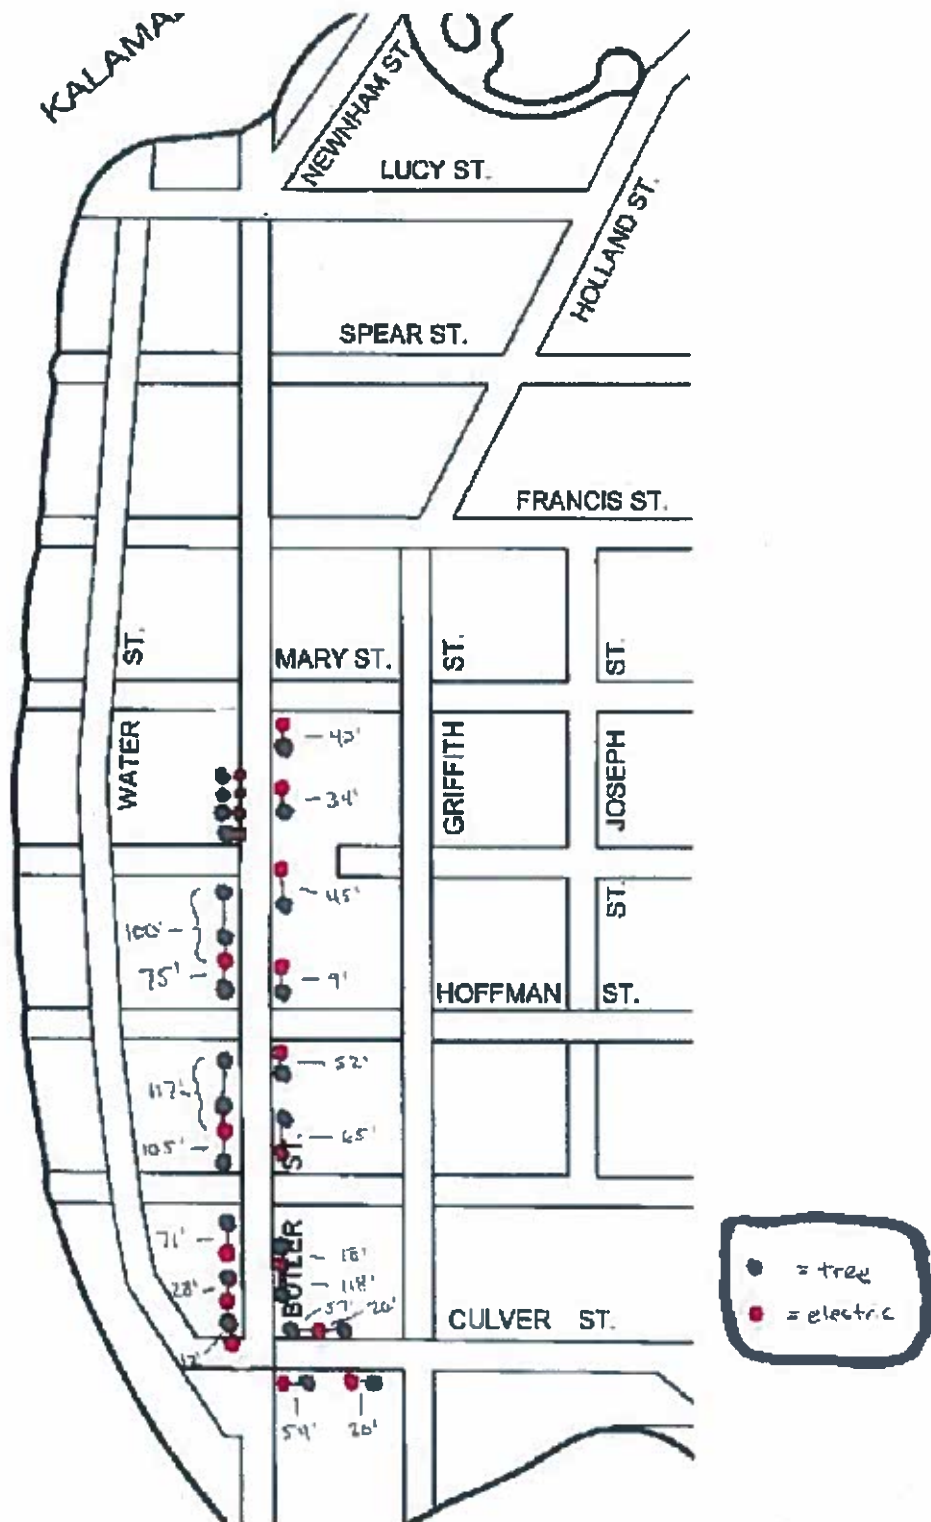 KALAMA
NEWNHAM ST.
LUCY ST.
HOLLAND ST.
SPEAR ST.
FRANCIS ST.
ST.
MARY ST.
ST.
ST.
WATER
GRIFFITH
JOSEPH
- 34'
- 45'
ST.
100' -
75' -
- 9'
HOFFMAN
ST.
- 52'
117'
105' -
- 65'
ST.
71' -
BUTLER
18'
28'
118'
57'
20'
CULVER ST.
12'
54'
20'
= tree
= electric